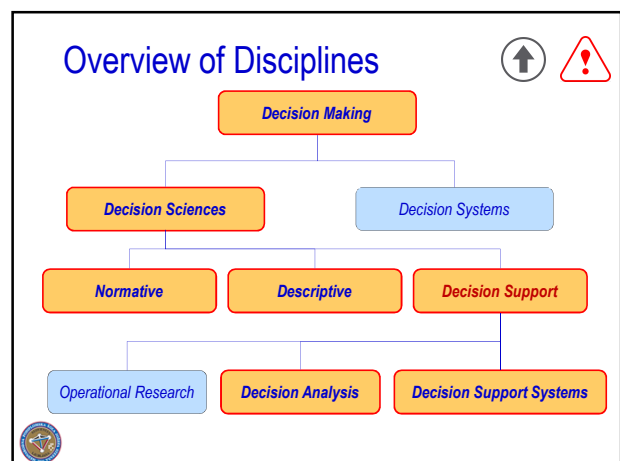 Overview of Disciplines
Decision Making
Decision Sciences
Decision Systems
Normative
Descriptive
Decision Support
Operational Research
Decision Analysis
Decision Support Systems